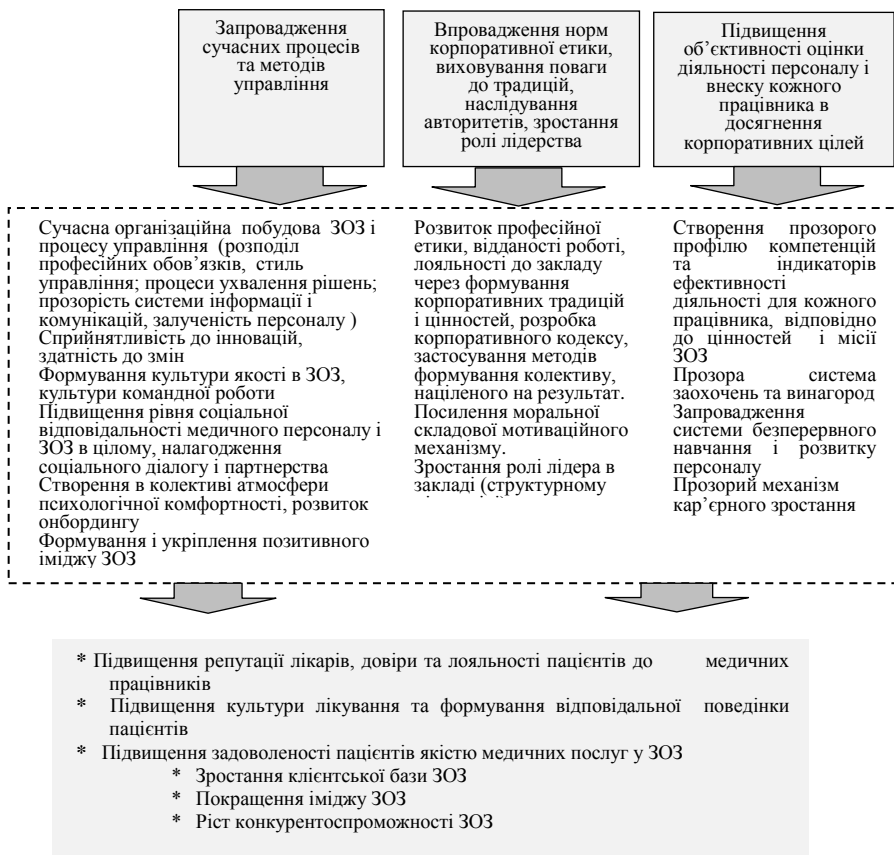 Запровадження
сучасних процесів
та методів
управління
Впровадження норм
корпоративної етики,
виховування поваги
до традицій,
наслідування
авторитетів, зростання
ролі лідерства
Підвищення
об’єктивності оцінки
діяльності персоналу і
внеску кожного
працівника в
досягнення
корпоративних цілей
Сучасна організаційна побудова ЗОЗ і
процесу управління (розподіл
професійних обов’язків, стиль
управління; процеси ухвалення рішень;
прозорість системи інформації і
комунікацій, залученість персоналу )
Сприйнятливість до інновацій,
здатність до змін
Формування культури якості в ЗОЗ,
культури командної роботи
Підвищення рівня соціальної
відповідальності медичного персоналу і
ЗОЗ в цілому, налагодження
соціального діалогу і партнерства
Створення в колективі атмосфери
психологічної комфортності, розвиток
онбордингу
Формування і укріплення позитивного
іміджу ЗОЗ
Розвиток професійної
етики, відданості роботі,
лояльності до закладу
через формування
корпоративних традицій
і цінностей, розробка
корпоративного кодексу,
застосування методів
формування колективу,
націленого на результат.
Посилення моральної
складової мотиваційного
механізму.
Зростання ролі лідера в
закладі (структурному
Створення прозорого
профілю компетенцій
та індикаторів
ефективності
діяльності для кожного
працівника, відповідно
до цінностей і місії
ЗОЗ
Прозора система
заохочень та винагород
Запровадження
системи безперервного
навчання і розвитку
персоналу
Прозорий механізм
кар’єрного зростання
* Підвищення репутації лікарів, довіри та лояльності пацієнтів до медичних
працівників
* Підвищення культури лікування та формування відповідальної поведінки
пацієнтів
* Підвищення задоволеності пацієнтів якістю медичних послуг у ЗОЗ
* Зростання клієнтської бази ЗОЗ
* Покращення іміджу ЗОЗ
* Ріст конкурентоспроможності ЗОЗ